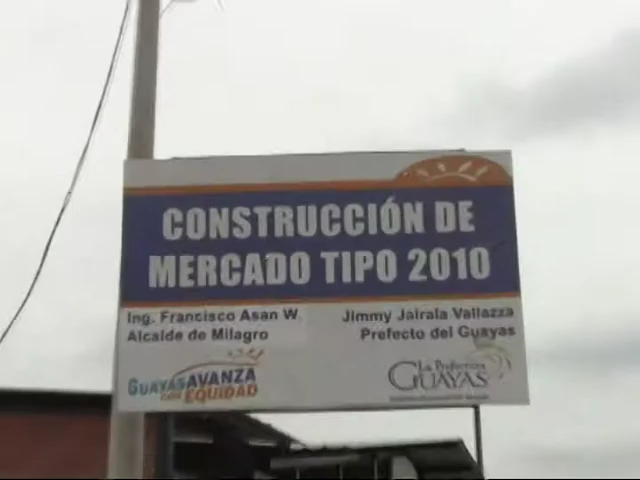 CONSTRUCCIÓN DE
MERCADO TIPO 2010
Ing. Francisco Asan W
Alcalde de Milagro
Jimmy Jairala Vallazza
Prefecto del Guayas
GUAYASAVANZA
CON EQUIDAD
La Prefectura
GUAYAS